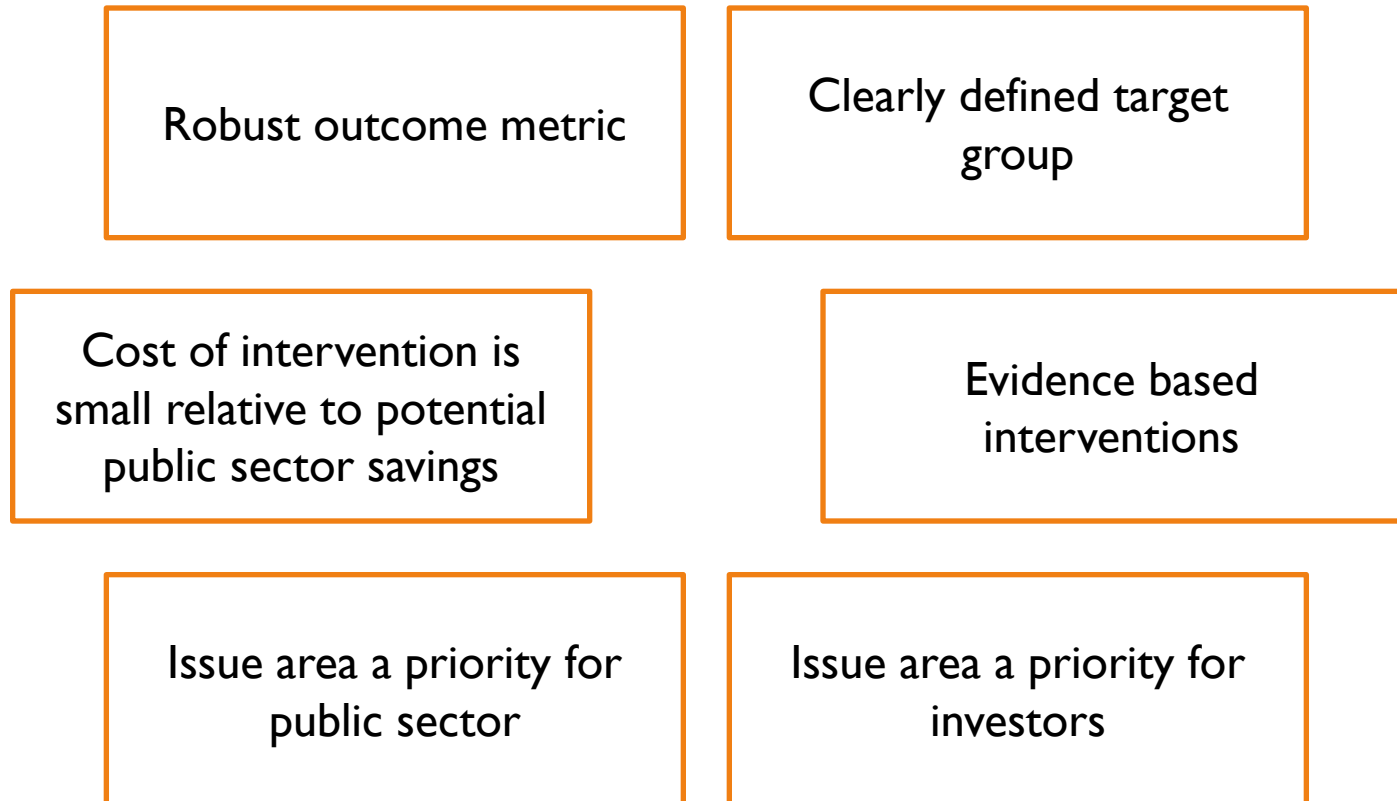 Robust outcome metric
Clearly defined target
group
Cost of intervention is
small relative to potential
public sector savings
Evidence based
interventions
Issue area a priority for
public sector
Issue area a priority for
investors